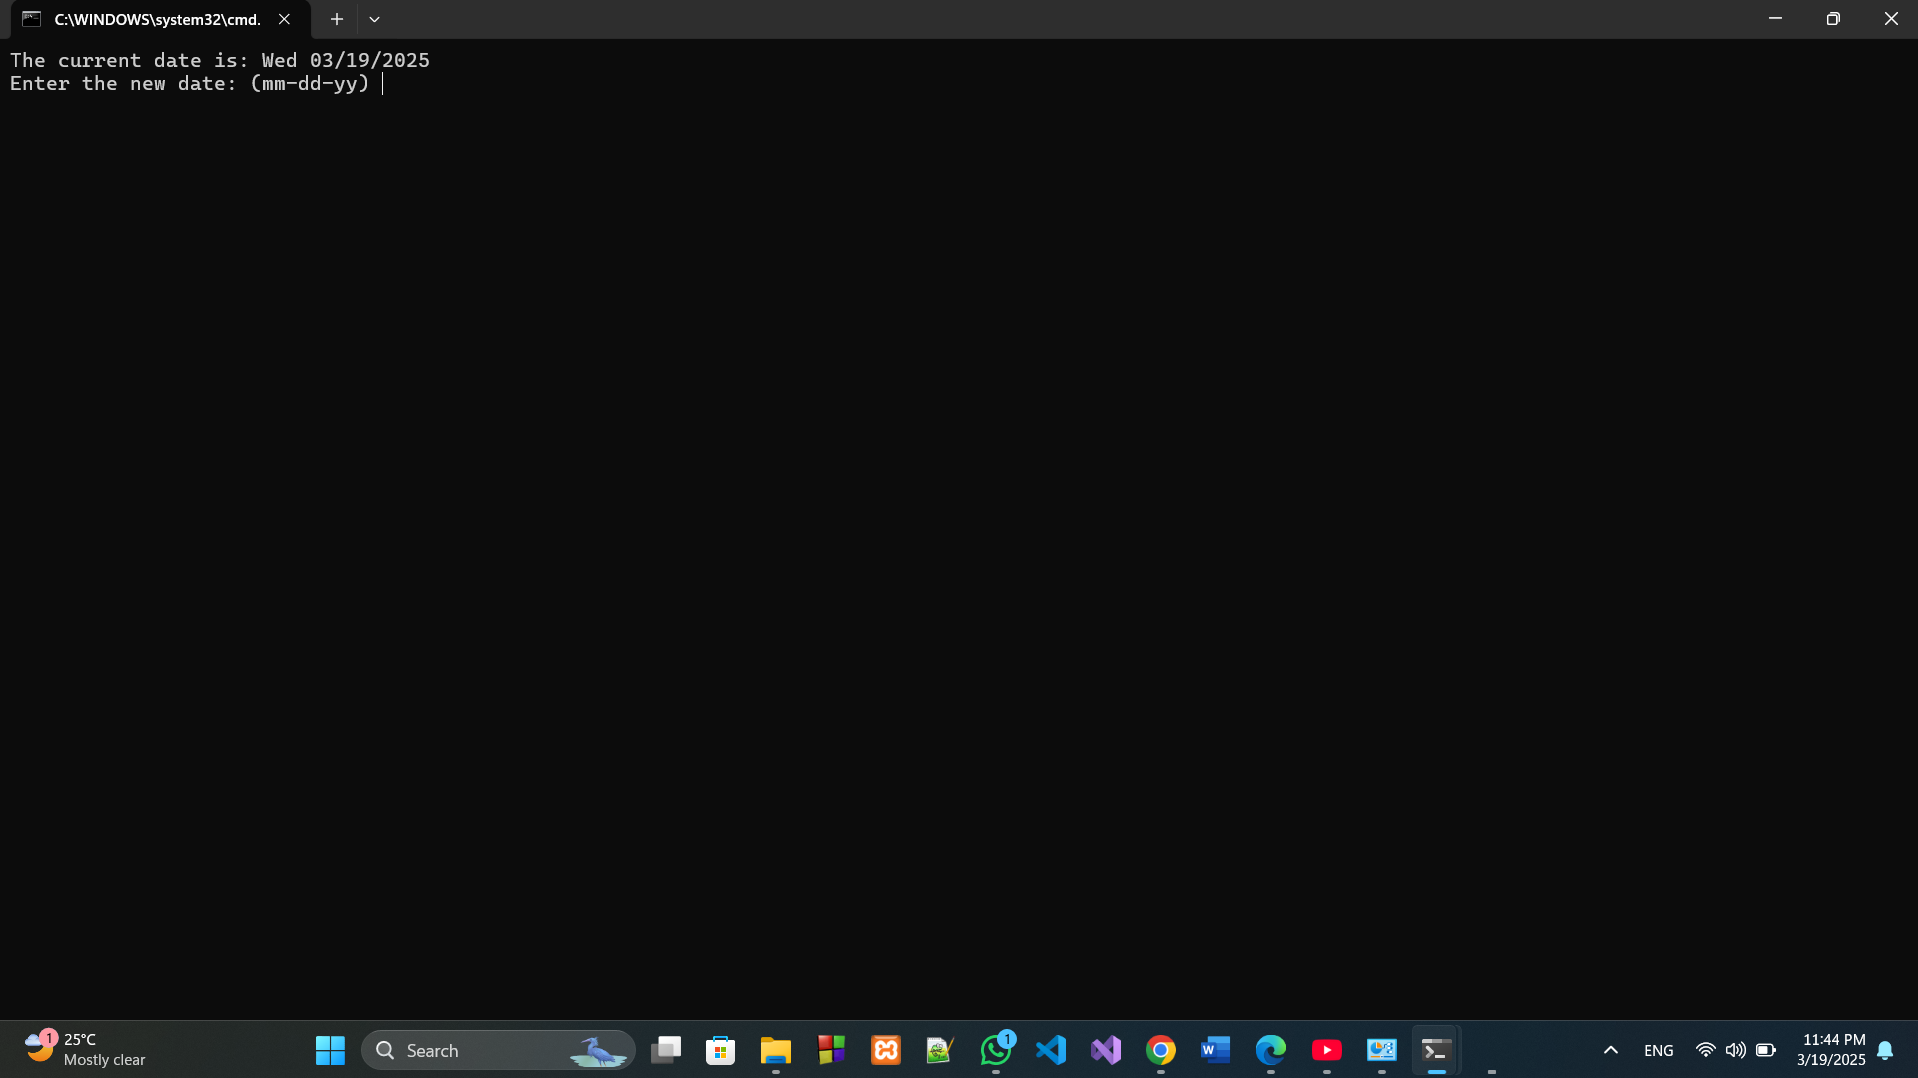 C:\WINDOWS\system32\cmd.
The current date is: Wed 03/19/2025
Enter the new date: (mm-dd-yy)
1
25°C
Mostly clear
Search
1
W
ENG
11:44 PM
3/19/2025